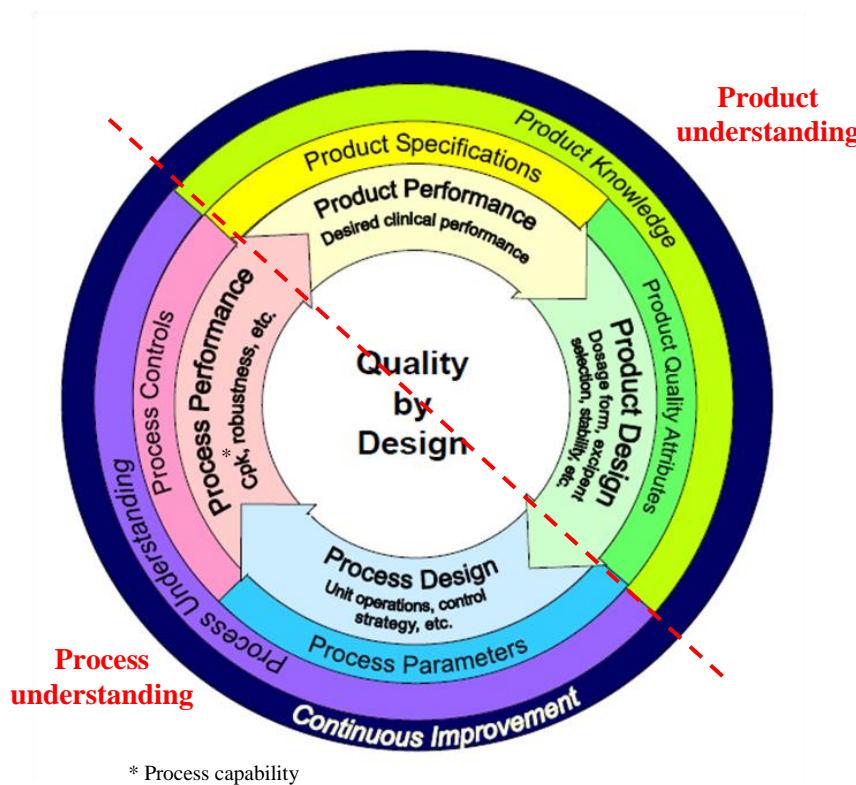 Product
understanding
Product Knowledge
Product Specifications
Product Performance
Desired clinical performance
Product Quality Attributes
Product Design
Dosage form, excipent
selection, stability, etc.
Quality
by
Design
Process Controls
Process Performance
Cpk, robustness, etc.
*
Process Design
Unit operations, control
strategy, etc.
Process Parameters
Process Understanding
Continuous Improvement
Process
understanding
* Process capability